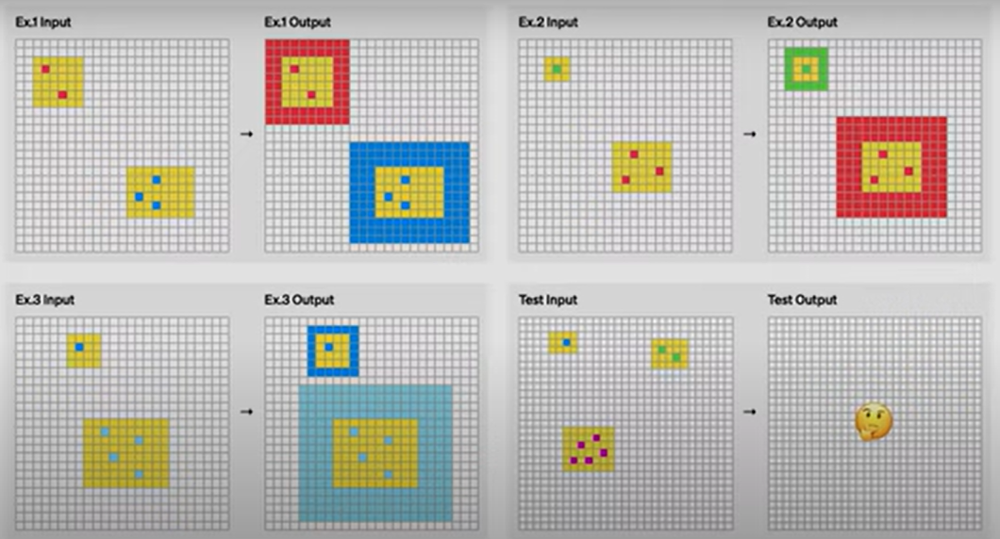 Ex.1 Input
Ex.1 Output
Ex.2 Input
Ex.2 Output
→
→
Ex.3 Input
Ex.3 Output
Test Input
Test Output
→
→